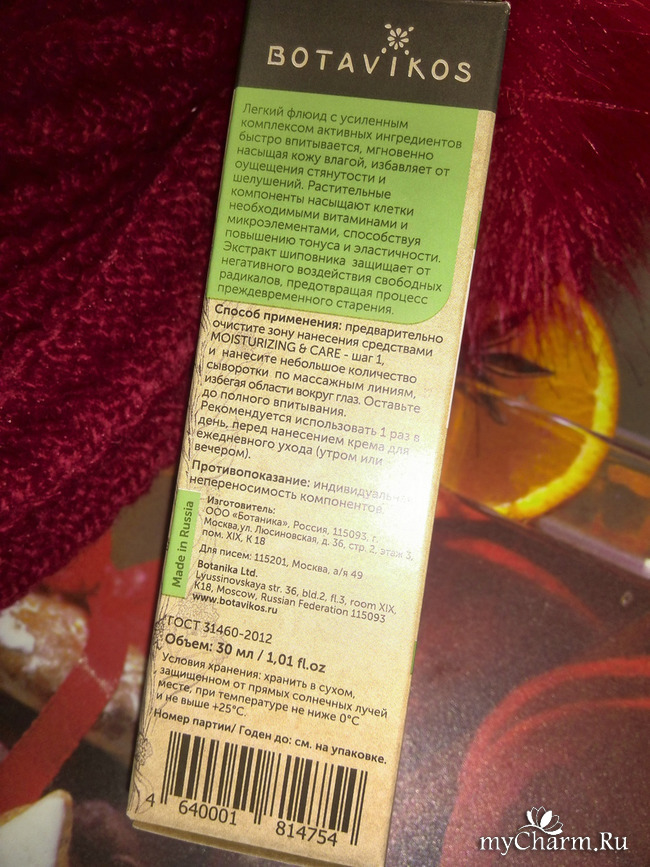 BOTAVIKOS
Легкий флюид с усиленным
комплексом активных ингредиентов
быстро впитывается, мгновенно
насыщая кожу влагой, избавляет от
оущещения стянутости и
шелушений. Растительные
компоненты насыщают клетки
необходимыми витаминами и
микроэлементами, способствуя
повышению тонуса и эластичности.
Экстракт шиповника защищает от
негативного воздействия свободных
радикалов, предотвращая процесс
преждевременного старения.
Способ применения: предварительно
очистите зону нанесения средствами
MOISTURIZING & CARE - шаг 1,
и нанесите небольшое количество
сыворотки по массажным линиям,
избегая области вокруг глаз. Оставьте
до полного впитывания.
Рекомендуется использовать 1 раз в
день, перед нанесением крема для
ежедневного ухода (утром или
вечером).
Противопоказание: индивидуальная
непереносимость компонентов.
Made in Russia
Изготовитель:
ООО «Ботаника», Россия, 115093, г.
Москва,ул. Люсиновская, д. 36, стр. 2, этаж 3,
пом. XIX, К 18
Для писем: 115201, Москва, а/я 49
Botanika Ltd.
Lyussinovskaya str. 36, bld.2, fl.3, room XIX,
K18, Moscow, Russian Federation 115093
www.botavikos.ru
ГОСТ 31460-2012
Объем: 30 мл / 1,01 fl.oz
Условия хранения: хранить в сухом,
защищенном от прямых солнечных лучей
месте, при температуре не ниже 0°C
и не выше +25°C.
Номер партии/ Годен до: см. на упаковке.
4 640001 814754
myCharm.Ru